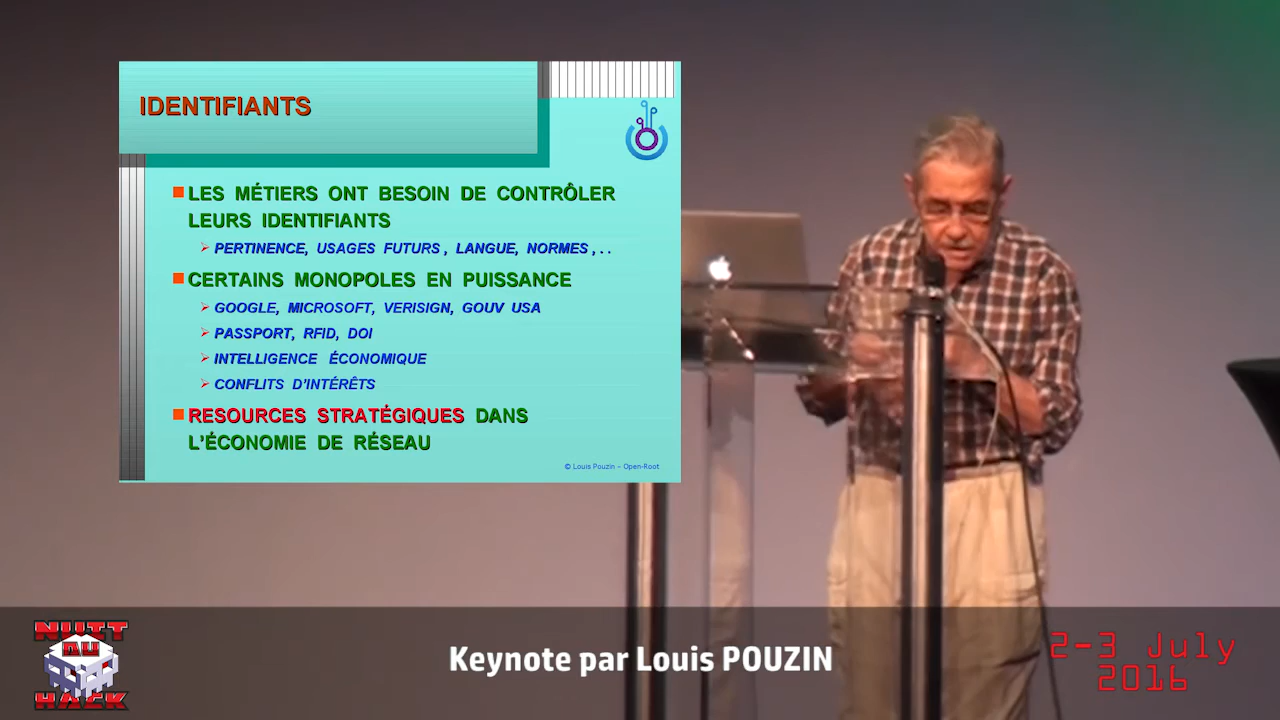 IDENTIFIANTS
LES MÉTIERS ONT BESOIN DE CONTRÔLER
LEURS IDENTIFIANTS
PERTINENCE, USAGES FUTURS , LANGUE, NORMES , . .
CERTAINS MONOPOLES EN PUISSANCE
GOOGLE, MICROSOFT, VERISIGN, GOUV USA
PASSPORT, RFID, DOI
INTELLIGENCE ÉCONOMIQUE
CONFLITS D'INTÉRÊTS
RESOURCES STRATÉGIQUES DANS
L'ÉCONOMIE DE RÉSEAU
© Louis Pouzin – Open-Root
NUIT
AU
HACK
Keynote par Louis POUZIN
2-3 July
2016